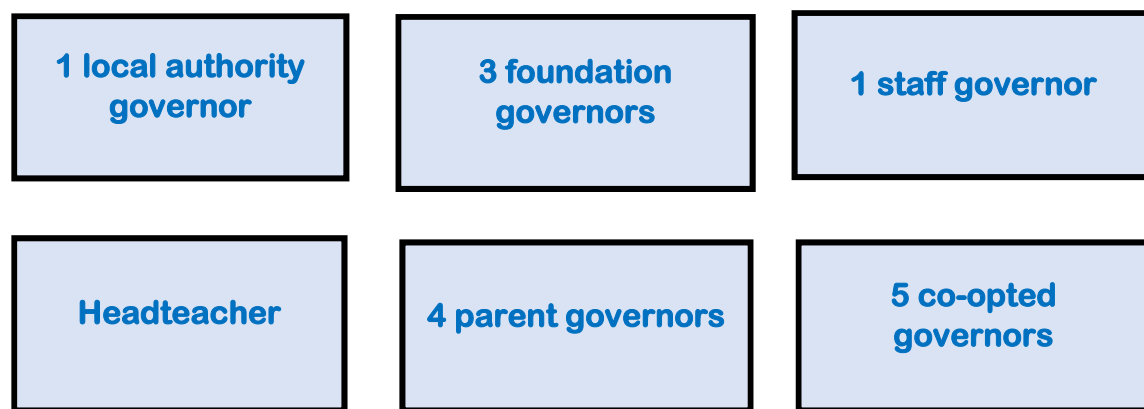 1 local authority
governor
3 foundation
governors
1 staff governor
Headteacher
4 parent governors
5 co-opted
governors